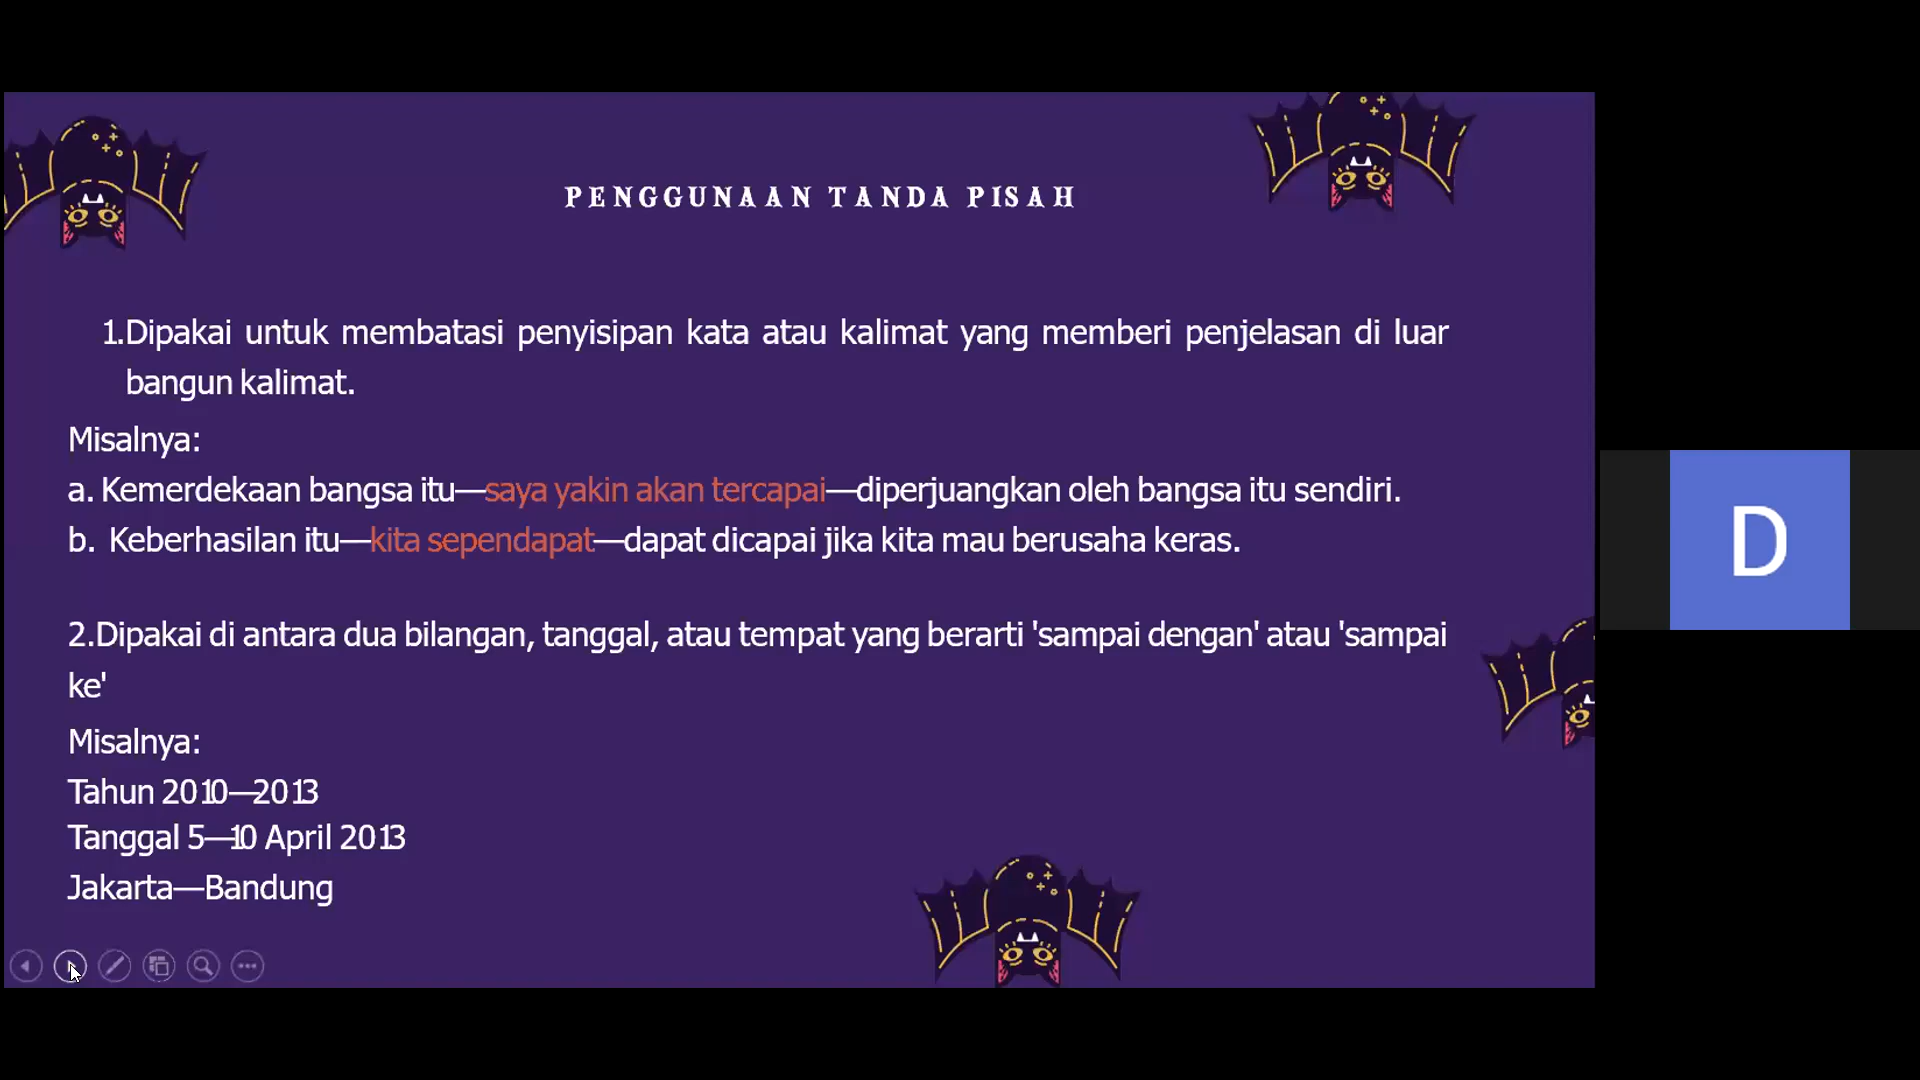 PENGGUNAAN TANDA PISAH
1.Dipakai untuk membatasi penyisipan kata atau kalimat yang memberi penjelasan di luar
bangun kalimat.
Misalnya:
a. Kemerdekaan bangsa itu—saya yakin akan tercapai—diperjuangkan oleh bangsa itu sendiri.
b. Keberhasilan itu—kita sependapat—dapat dicapai jika kita mau berusaha keras.
D
2.Dipakai di antara dua bilangan, tanggal, atau tempat yang berarti 'sampai dengan' atau 'sampai
ke'
Misalnya:
Tahun 2010—2013
Tanggal 5—10 April 2013
Jakarta—Bandung